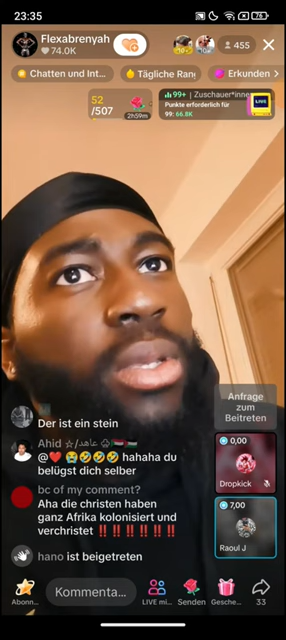 23:35
76
Flexabrenyah
74.0K
455
Chatten und Int...
Tägliche Rang
Erkunden >
52
/507
2h59m
99+ | Zuschauer*innen
Punkte erforderlich für
99: 66.8K
LIVE
Anfrage
zum
Beitreten
Der ist ein stein
0,00
Dropkick
Ahid ☆/عاهد ♧🇸🇩🇵🇸
@❤️ 😭🤣🤣🤣 hahaha du
belügst dich selber
bc of my comment?
Aha die christen haben
ganz Afrika kolonisiert und
verchristet ‼️‼️‼️‼️‼️‼️
7,00
Raoul J
hano ist beigetreten
Abonn...
Kommenta...
LIVE mi...
Senden
Gesche...
33